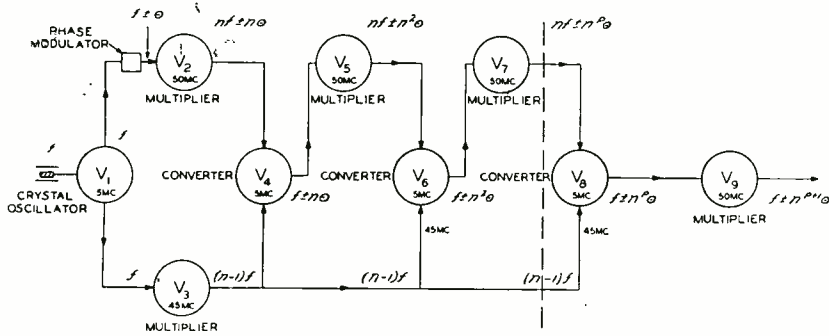 f±Θ
nf±nΘ
nf±n²Θ
nf±nᵖΘ
PHASE
MODULATOR
V2
50MC
MULTIPLIER
V5
50MC
MULTIPLIER
V7
50MC
MULTIPLIER
f
f
V1
5MC
CRYSTAL
OSCILLATOR
CONVERTER
V4
5MC
f±nΘ
CONVERTER
V6
5MC
f±n²Θ
CONVERTER
V8
5MC
f±nᵖΘ
V9
50MC
MULTIPLIER
f±nᵖ⁺¹Θ
45MC
45MC
f
V3
45MC
MULTIPLIER
(n-1)f
(n-1)f
(n-1)f